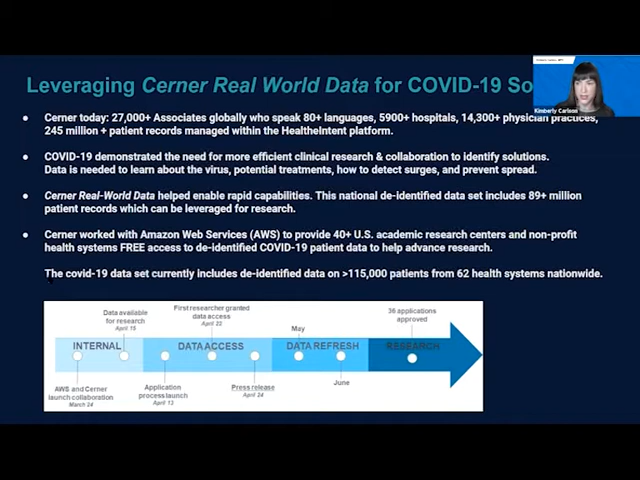 Leveraging Cerner Real World Data for COVID-19 So
Kimberly Carlson
● Cerner today: 27,000+ Associates globally who speak 80+ languages, 5900+ hospitals, 14,300+ physician practices,
245 million + patient records managed within the HealtheIntent platform.
● COVID-19 demonstrated the need for more efficient clinical research & collaboration to identify solutions.
Data is needed to learn about the virus, potential treatments, how to detect surges, and prevent spread.
● Cerner Real-World Data helped enable rapid capabilities. This national de-identified data set includes 89+ million
patient records which can be leveraged for research.
● Cerner worked with Amazon Web Services (AWS) to provide 40+ U.S. academic research centers and non-profit
health systems FREE access to de-identified COVID-19 patient data to help advance research.
The covid-19 data set currently includes de-identified data on >115,000 patients from 62 health systems nationwide.
Data available
for research
April 15
First researcher granted
data access
April 22
May
36 applications
approved
INTERNAL
DATA ACCESS
DATA REFRESH
RESEARCH
AWS and Cerner
launch collaboration
March 24
Application
process launch
April 13
Press release
April 24
June